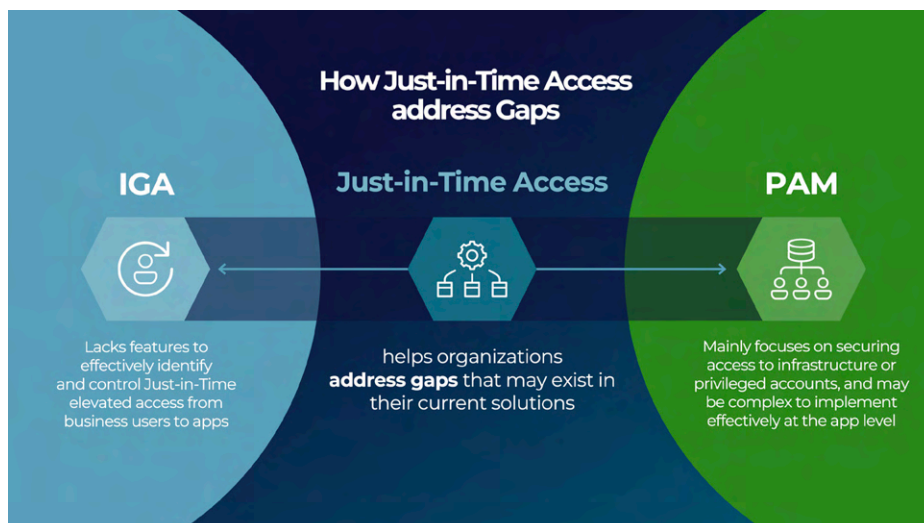 How Just-in-Time Access
address Gaps
IGA
Just-in-Time Access
PAM
Lacks features to
effectively identify
and control Just-in-Time
elevated access from
business users to apps
helps organizations
address gaps that may exist in
their current solutions
Mainly focuses on securing
access to infrastructure or
privileged accounts, and may
be complex to implement
effectively at the app level